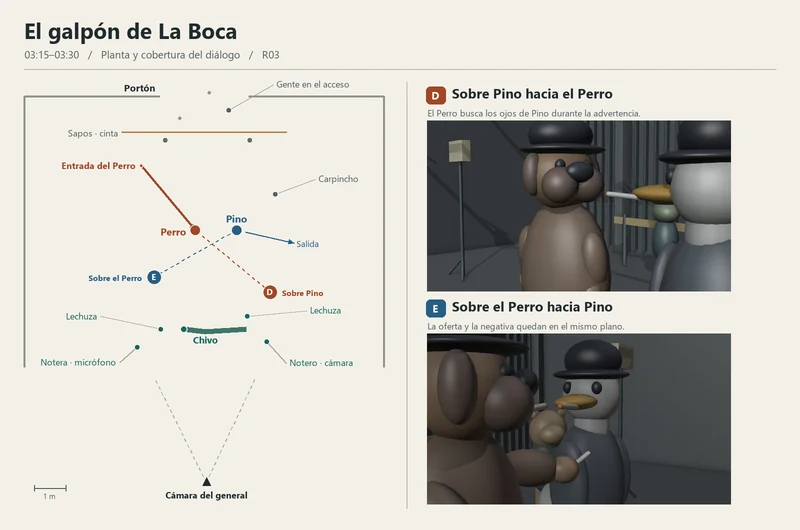 El galpón de La Boca
03:15–03:30 / Planta y cobertura del diálogo / R03
Portón
Gente en el acceso
Sapos · cinta
Entrada del Perro
Carpincho
Pino
Perro
Salida
Sobre el Perro
E
D
Sobre Pino
Lechuza
Lechuza
Chivo
Notera · micrófono
Notero · cámara
1 m
Cámara del general
D
Sobre Pino hacia el Perro
El Perro busca los ojos de Pino durante la advertencia.
E
Sobre el Perro hacia Pino
La oferta y la negativa quedan en el mismo plano.